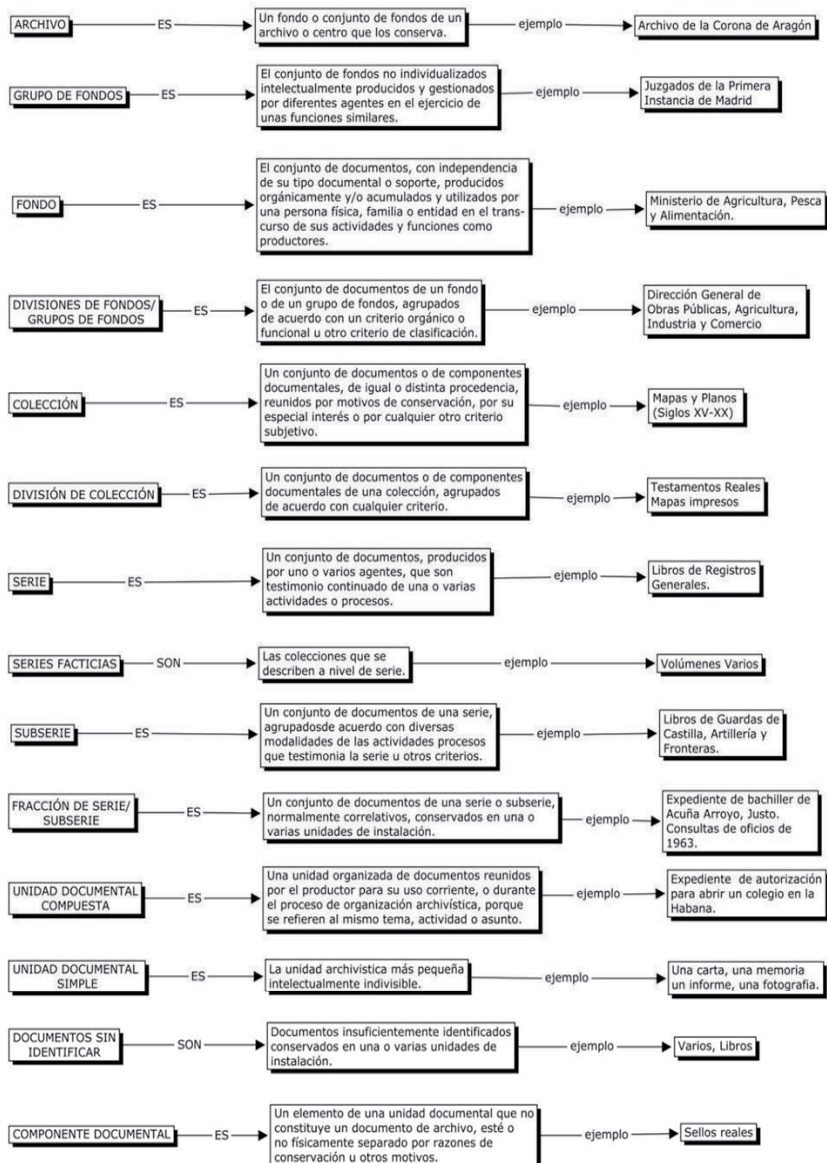 ARCHIVO
ES
Un fondo o conjunto de fondos de un
archivo o centro que los conserva.
ejemplo
Archivo de la Corona de Aragón
GRUPO DE FONDOS
ES
El conjunto de fondos no individualizados
intelectualmente producidos y gestionados
por diferentes agentes en el ejercicio de
unas funciones similares.
ejemplo
Juzgados de la Primera
Instancia de Madrid
FONDO
ES
El conjunto de documentos, con independencia
de su tipo documental o soporte, producidos
orgánicamente y/o acumulados y utilizados por
una persona física, familia o entidad en el trans-
curso de sus actividades y funciones como
productores.
ejemplo
Ministerio de Agricultura, Pesca
y Alimentación.
DIVISIONES DE FONDOS/
GRUPOS DE FONDOS
ES
El conjunto de documentos de un fondo
o de un grupo de fondos, agrupados
de acuerdo con un criterio orgánico o
funcional u otro criterio de clasificación.
ejemplo
Dirección General de
Obras Públicas, Agricultura,
Industria y Comercio
COLECCIÓN
ES
Un conjunto de documentos o de componentes
documentales, de igual o distinta procedencia,
reunidos por motivos de conservación, por su
especial interés o por cualquier otro criterio
subjetivo.
ejemplo
Mapas y Planos
(Siglos XV-XX)
DIVISIÓN DE COLECCIÓN
ES
Un conjunto de documentos o de componentes
documentales de una colección, agrupados
de acuerdo con cualquier criterio.
ejemplo
Testamentos Reales
Mapas impresos
SERIE
ES
Un conjunto de documentos, producidos
por uno o varios agentes, que son
testimonio continuado de una o varias
actividades o procesos.
ejemplo
Libros de Registros
Generales.
SERIES FACTICIAS
SON
Las colecciones que se
describen a nivel de serie.
ejemplo
Volúmenes Varios
SUBSERIE
ES
Un conjunto de documentos de una serie,
agrupadosde acuerdo con diversas
modalidades de las actividades procesos
que testimonia la serie u otros criterios.
ejemplo
Libros de Guardas de
Castilla, Artillería y
Fronteras.
FRACCIÓN DE SERIE/
SUBSERIE
ES
Un conjunto de documentos de una serie o subserie,
normalmente correlativos, conservados en una o
varias unidades de instalación.
ejemplo
Expediente de bachiller de
Acuña Arroyo, Justo.
Consultas de oficios de
1963.
UNIDAD DOCUMENTAL
COMPUESTA
ES
Una unidad organizada de documentos reunidos
por el productor para su uso corriente, o durante
el proceso de organización archivística, porque
se refieren al mismo tema, actividad o asunto.
ejemplo
Expediente de autorización
para abrir un colegio en la
Habana.
UNIDAD DOCUMENTAL
SIMPLE
ES
La unidad archivistica más pequeña
intelectualmente indivisible.
ejemplo
Una carta, una memoria
un informe, una fotografia.
DOCUMENTOS SIN
IDENTIFICAR
SON
Documentos insuficientemente identificados
conservados en una o varias unidades de
instalación.
ejemplo
Varios, Libros
COMPONENTE DOCUMENTAL
ES
Un elemento de una unidad documental que no
constituye un documento de archivo, esté o
no físicamente separado por razones de
conservación u otros motivos.
ejemplo
Sellos reales